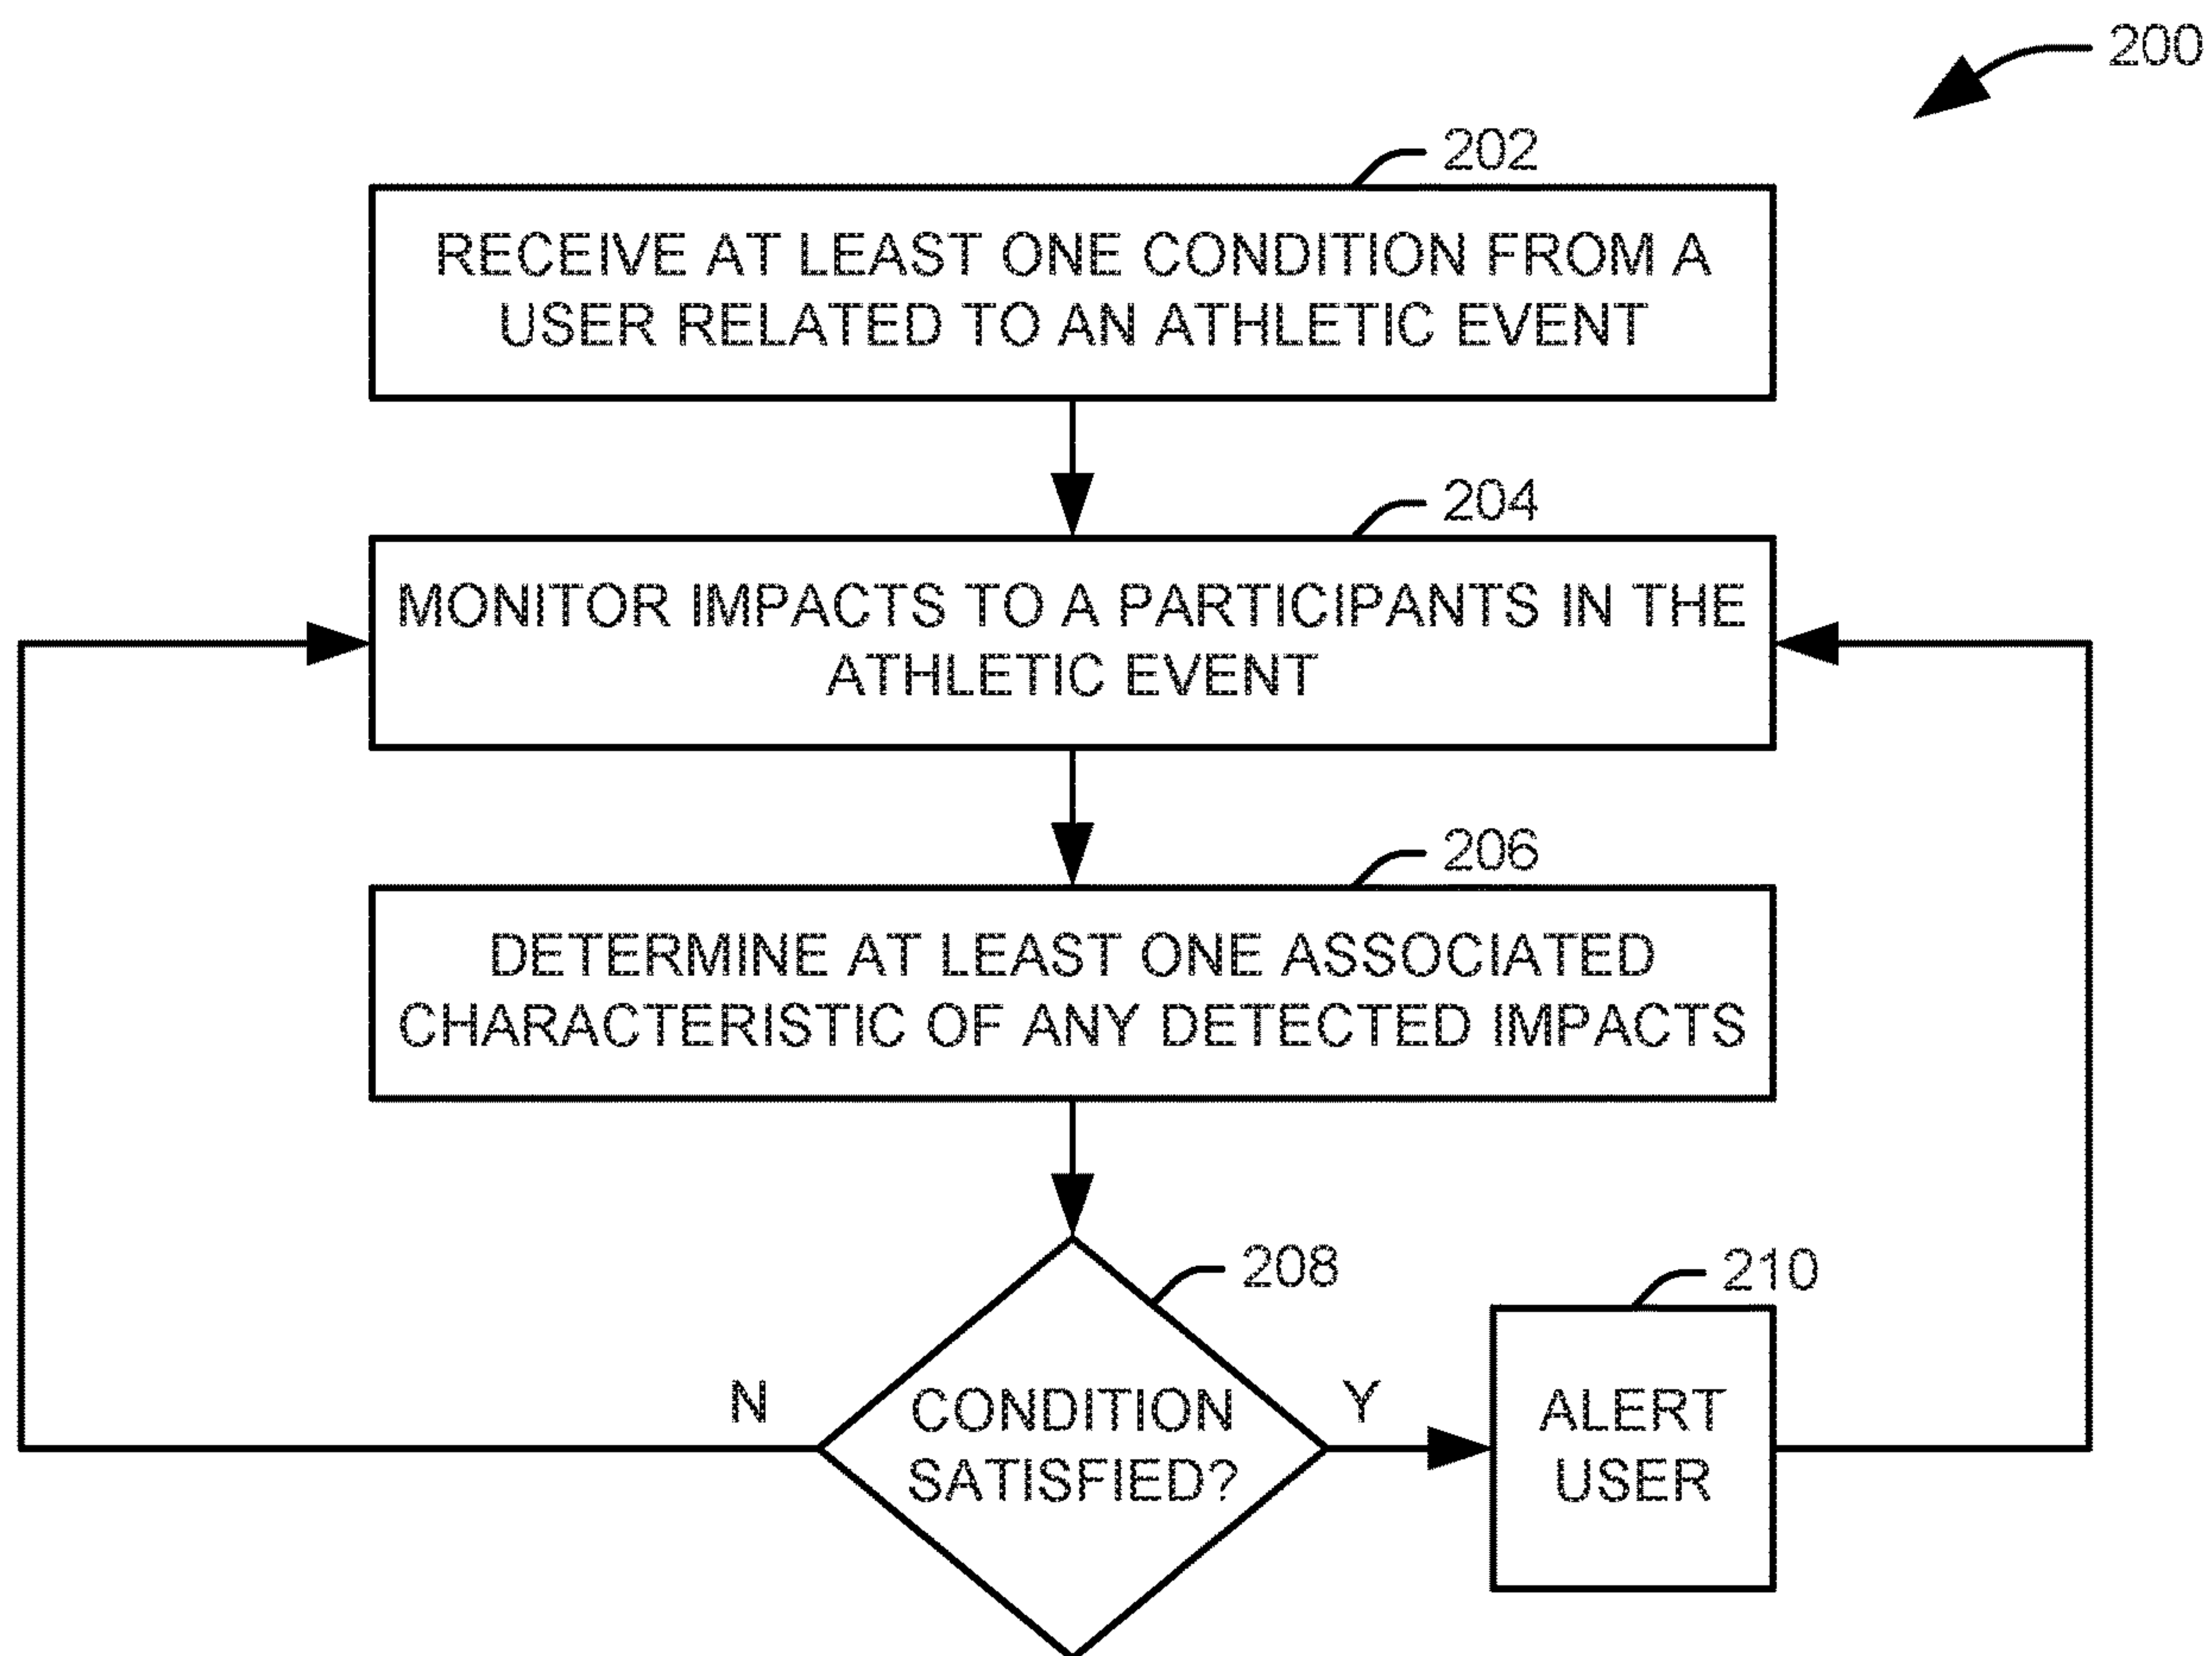 200
202
RECEIVE AT LEAST ONE CONDITION FROM A
USER RELATED TO AN ATHLETIC EVENT
204
MONITOR IMPACTS TO A PARTICIPANTS IN THE
ATHLETIC EVENT
206
DETERMINE AT LEAST ONE ASSOCIATED
CHARACTERISTIC OF ANY DETECTED IMPACTS
208
210
N
CONDITION
SATISFIED?
Y
ALERT
USER